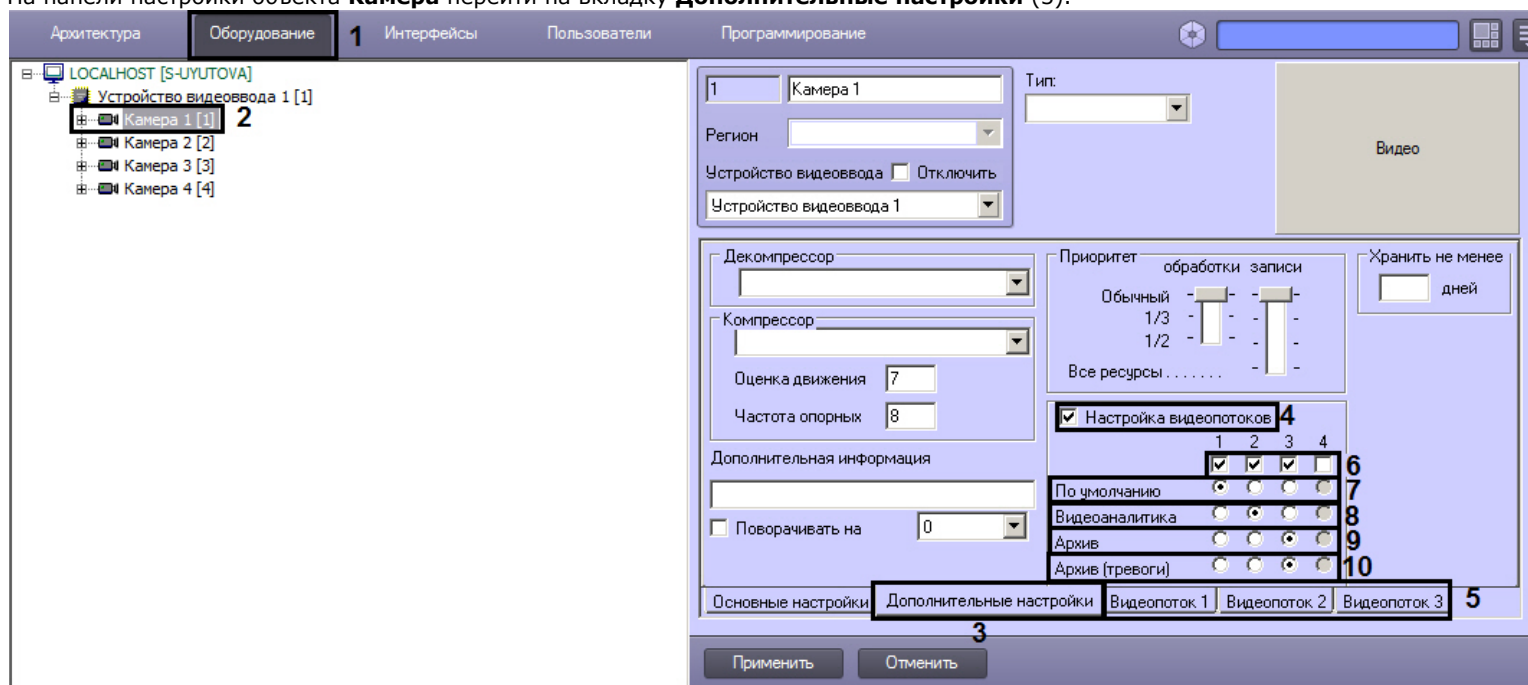 На панели настройки объекта Камера перейти на вкладку Дополнительные настройки (3).
Архитектура Оборудование 1 Интерфейсы Пользователи Программирование
LOCALHOST [S-UYUTOVA]
Устройство видеоввода 1 [1]
Камера 1 [1] 2
Камера 2 [2]
Камера 3 [3]
Камера 4 [4]
1 Камера 1
Тип:
Регион
Устройство видеоввода Отключить
Устройство видеоввода 1
Видео
Декомпрессор
Компрессор
Оценка движения 7
Частота опорных 8
Дополнительная информация
Поворачивать на 0
Приоритет
обработки записи
Обычный
1/3
1/2
Все ресурсы . . . . . . .
Хранить не менее
дней
Настройка видеопотоков 4
1 2 3 4
6
По умолчанию 7
Видеоаналитика 8
Архив 9
Архив (тревоги) 10
Основные настройки Дополнительные настройки Видеопоток 1 Видеопоток 2 Видеопоток 3 5
3
Применить Отменить